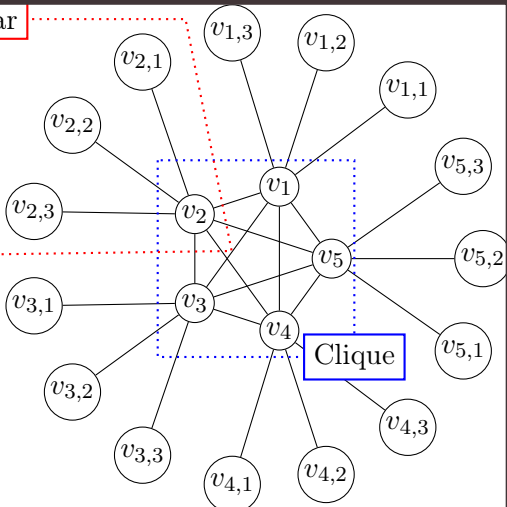 ar
v1,3
v1,2
v2,1
v1,1
v2,2
v5,3
v1
v2
v2,3
v5
v5,2
v3
v3,1
v4
Clique
v5,1
v3,2
v4,3
v3,3
v4,2
v4,1